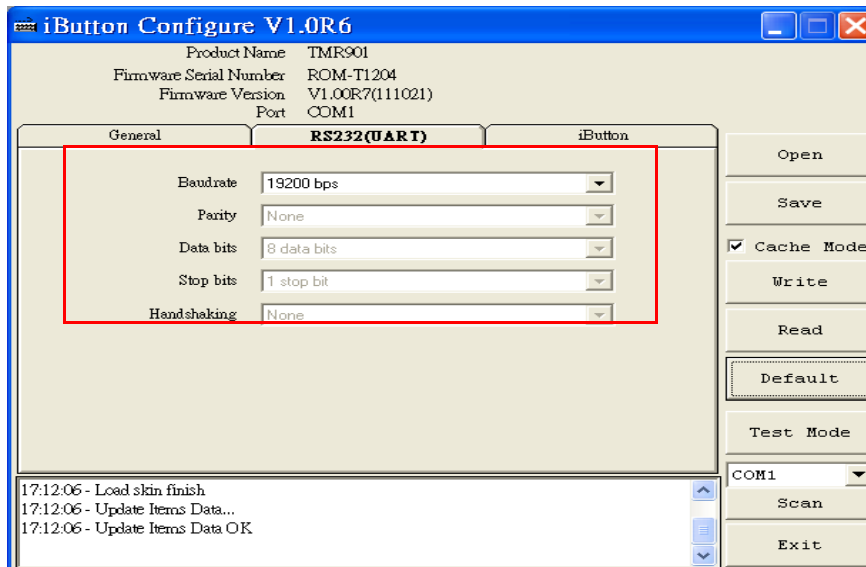 iButton Configure V1.0R6
Product Name TMR901
Firmware Serial Number ROM-T1204
Firmware Version V1.00R7(111021)
Port COM1
General RS232(UART) iButton
Baudrate 19200 bps
Parity None
Data bits 8 data bits
Stop bits 1 stop bit
Handshaking None
Open
Save
Cache Mode
Write
Read
Default
Test Mode
COM1
Scan
Exit
17:12:06 - Load skin finish
17:12:06 - Update Items Data...
17:12:06 - Update Items Data OK